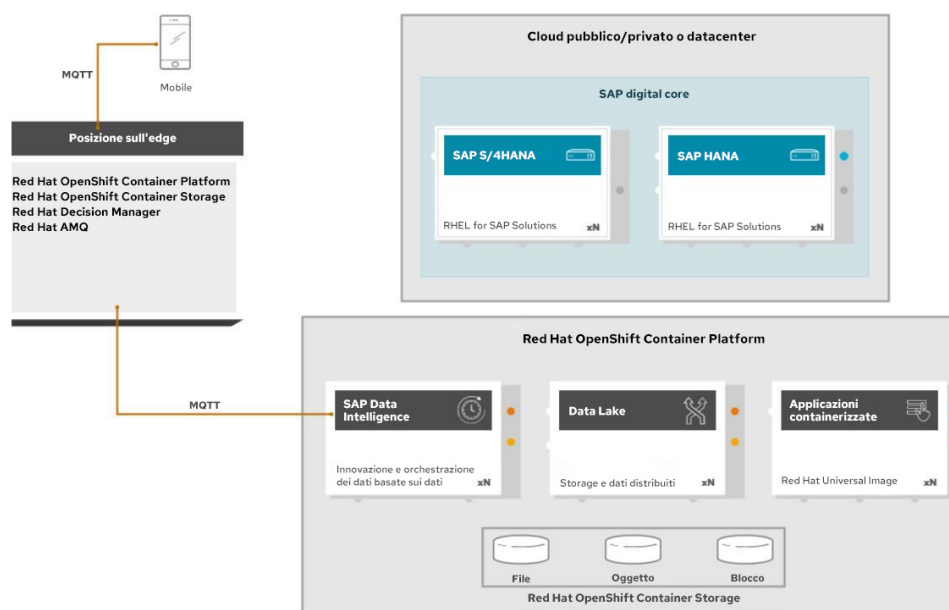 Cloud pubblico/privato o datacenter
MQTT
Mobile
SAP digital core
Posizione sull'edge
SAP S/4HANA
SAP HANA
Red Hat OpenShift Container Platform
Red Hat OpenShift Container Storage
Red Hat Decision Manager
Red Hat AMQ
RHEL for SAP Solutions
xN
RHEL for SAP Solutions
xN
Red Hat OpenShift Container Platform
MQTT
SAP Data
Intelligence
Data Lake
Applicazioni
containerizzate
Innovazione e orchestrazione
dei dati basate sui dati
xN
Storage e dati distribuiti
xN
Red Hat Universal Image
xN
File
Oggetto
Blocco
Red Hat OpenShift Container Storage